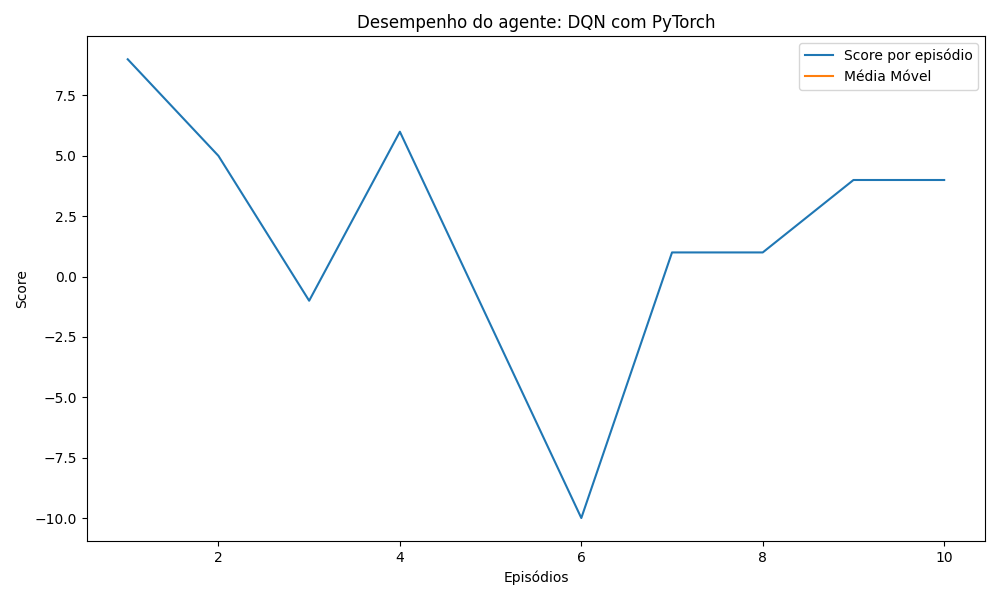 Desempenho do agente: DQN com PyTorch
Score por episódio
Média Móvel
7.5
5.0
2.5
0.0
−2.5
−5.0
−7.5
−10.0
Score
2 4 6 8 10
Episódios